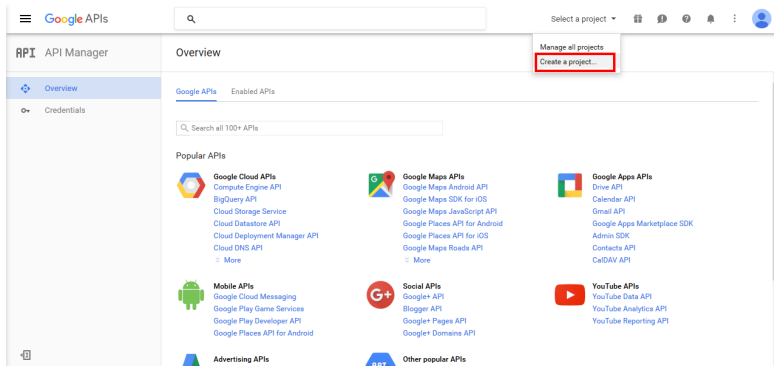 Google APIs
Select a project
Manage all projects
Create a project...
API API Manager
Overview
Overview
Credentials
Google APIs Enabled APIs
Search all 100+ APIs
Popular APIs
Google Cloud APIs
Compute Engine API
BigQuery API
Cloud Storage Service
Cloud Datastore API
Cloud Deployment Manager API
Cloud DNS API
More
Google Maps APIs
Google Maps Android API
Google Maps SDK for iOS
Google Maps JavaScript API
Google Places API for Android
Google Places API for iOS
Google Maps Roads API
More
Google Apps APIs
Drive API
Calendar API
Gmail API
Google Apps Marketplace SDK
Admin SDK
Contacts API
CalDAV API
Mobile APIs
Google Cloud Messaging
Google Play Game Services
Google Play Developer API
Google Places API for Android
G+
Social APIs
Google+ API
Blogger API
Google+ Pages API
Google+ Domains API
YouTube APIs
YouTube Data API
YouTube Analytics API
YouTube Reporting API
Advertising APIs
API
Other popular APIs